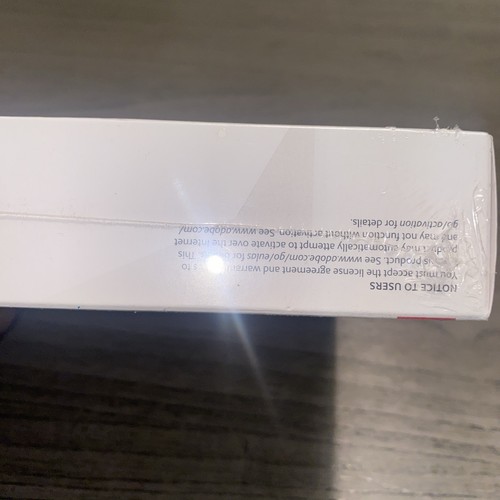 NOTICE TO USERS
You must accept the license agreement and to
product. See www.adobe.com/go/eulas for This
product may automatically attempt to activate over the Internet
and may not function without activation. See www.adobe.com/
go/activation for details.